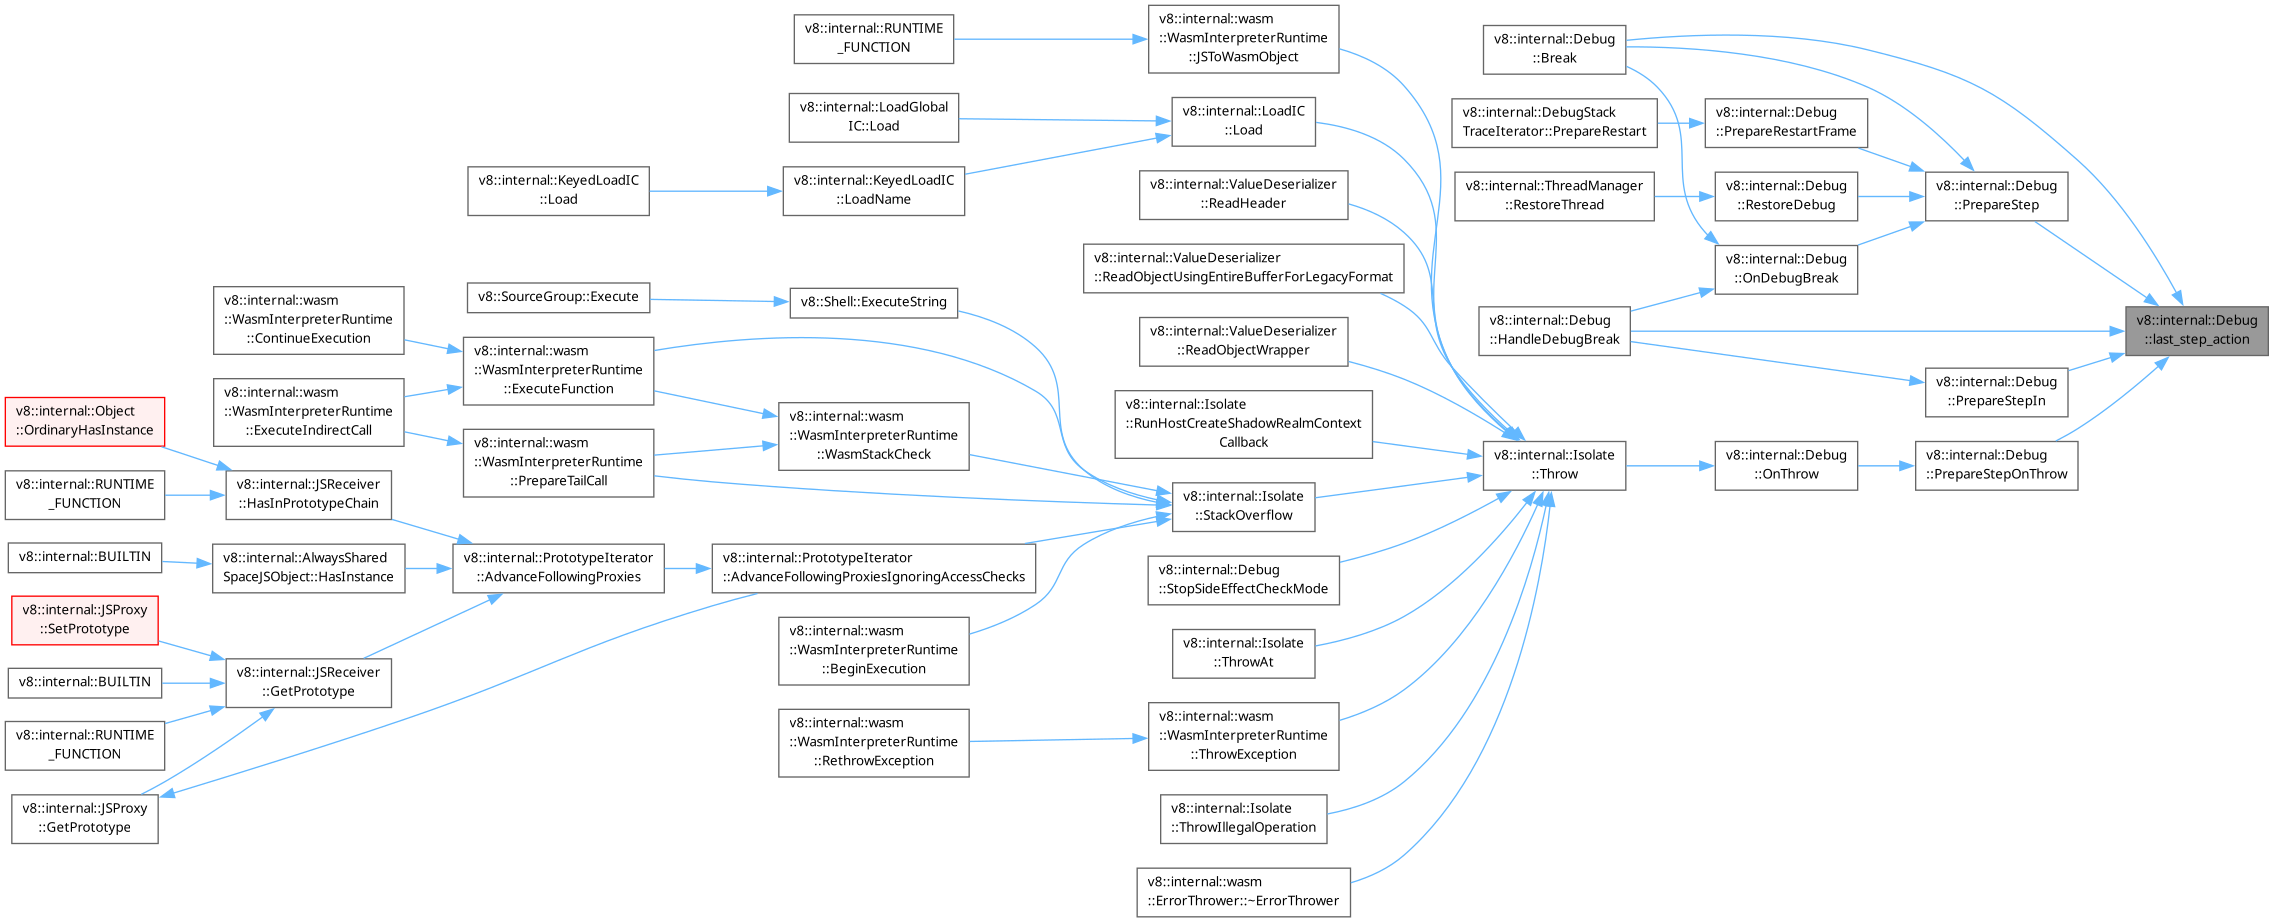 v8::internal::RUNTIME
_FUNCTION
v8::internal::wasm
::WasmInterpreterRuntime
::JSToWasmObject
v8::internal::Debug
::Break
v8::internal::LoadGlobal
IC::Load
v8::internal::LoadIC
::Load
v8::internal::DebugStack
TraceIterator::PrepareRestart
v8::internal::Debug
::PrepareRestartFrame
v8::internal::KeyedLoadIC
::Load
v8::internal::KeyedLoadIC
::LoadName
v8::internal::ValueDeserializer
::ReadHeader
v8::internal::ThreadManager
::RestoreThread
v8::internal::Debug
::RestoreDebug
v8::internal::Debug
::PrepareStep
v8::internal::ValueDeserializer
::ReadObjectUsingEntireBufferForLegacyFormat
v8::internal::Debug
::OnDebugBreak
v8::internal::wasm
::WasmInterpreterRuntime
::ContinueExecution
v8::SourceGroup::Execute
v8::Shell::ExecuteString
v8::internal::Debug
::HandleDebugBreak
v8::internal::Debug
::last_step_action
v8::internal::wasm
::WasmInterpreterRuntime
::ExecuteFunction
v8::internal::ValueDeserializer
::ReadObjectWrapper
v8::internal::wasm
::WasmInterpreterRuntime
::ExecuteIndirectCall
v8::internal::Debug
::PrepareStepIn
v8::internal::Object
::OrdinaryHasInstance
v8::internal::wasm
::WasmInterpreterRuntime
::WasmStackCheck
v8::internal::Isolate
::RunHostCreateShadowRealmContext
Callback
v8::internal::wasm
::WasmInterpreterRuntime
::PrepareTailCall
v8::internal::Isolate
::Throw
v8::internal::Debug
::OnThrow
v8::internal::Debug
::PrepareStepOnThrow
v8::internal::RUNTIME
_FUNCTION
v8::internal::JSReceiver
::HasInPrototypeChain
v8::internal::Isolate
::StackOverflow
v8::internal::BUILTIN
v8::internal::AlwaysShared
SpaceJSObject::HasInstance
v8::internal::PrototypeIterator
::AdvanceFollowingProxies
v8::internal::PrototypeIterator
::AdvanceFollowingProxiesIgnoringAccessChecks
v8::internal::Debug
::StopSideEffectCheckMode
v8::internal::JSProxy
::SetPrototype
v8::internal::wasm
::WasmInterpreterRuntime
::BeginExecution
v8::internal::Isolate
::ThrowAt
v8::internal::BUILTIN
v8::internal::JSReceiver
::GetPrototype
v8::internal::RUNTIME
_FUNCTION
v8::internal::wasm
::WasmInterpreterRuntime
::RethrowException
v8::internal::wasm
::WasmInterpreterRuntime
::ThrowException
v8::internal::JSProxy
::GetPrototype
v8::internal::Isolate
::ThrowIllegalOperation
v8::internal::wasm
::ErrorThrower::~ErrorThrower